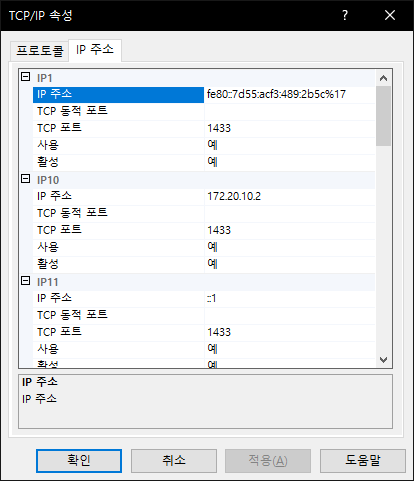 TCP/IP 속성
? ×
프로토콜 IP 주소
IP1
IP 주소 fe80::7d55:acf3:489:2b5c%17
TCP 동적 포트
TCP 포트 1433
사용 예
활성 예
IP10
IP 주소 172.20.10.2
TCP 동적 포트
TCP 포트 1433
사용 예
활성 예
IP11
IP 주소 ::1
TCP 동적 포트
TCP 포트 1433
사용 예
활성 예
IP 주소
IP 주소
확인 취소 적용(A) 도움말